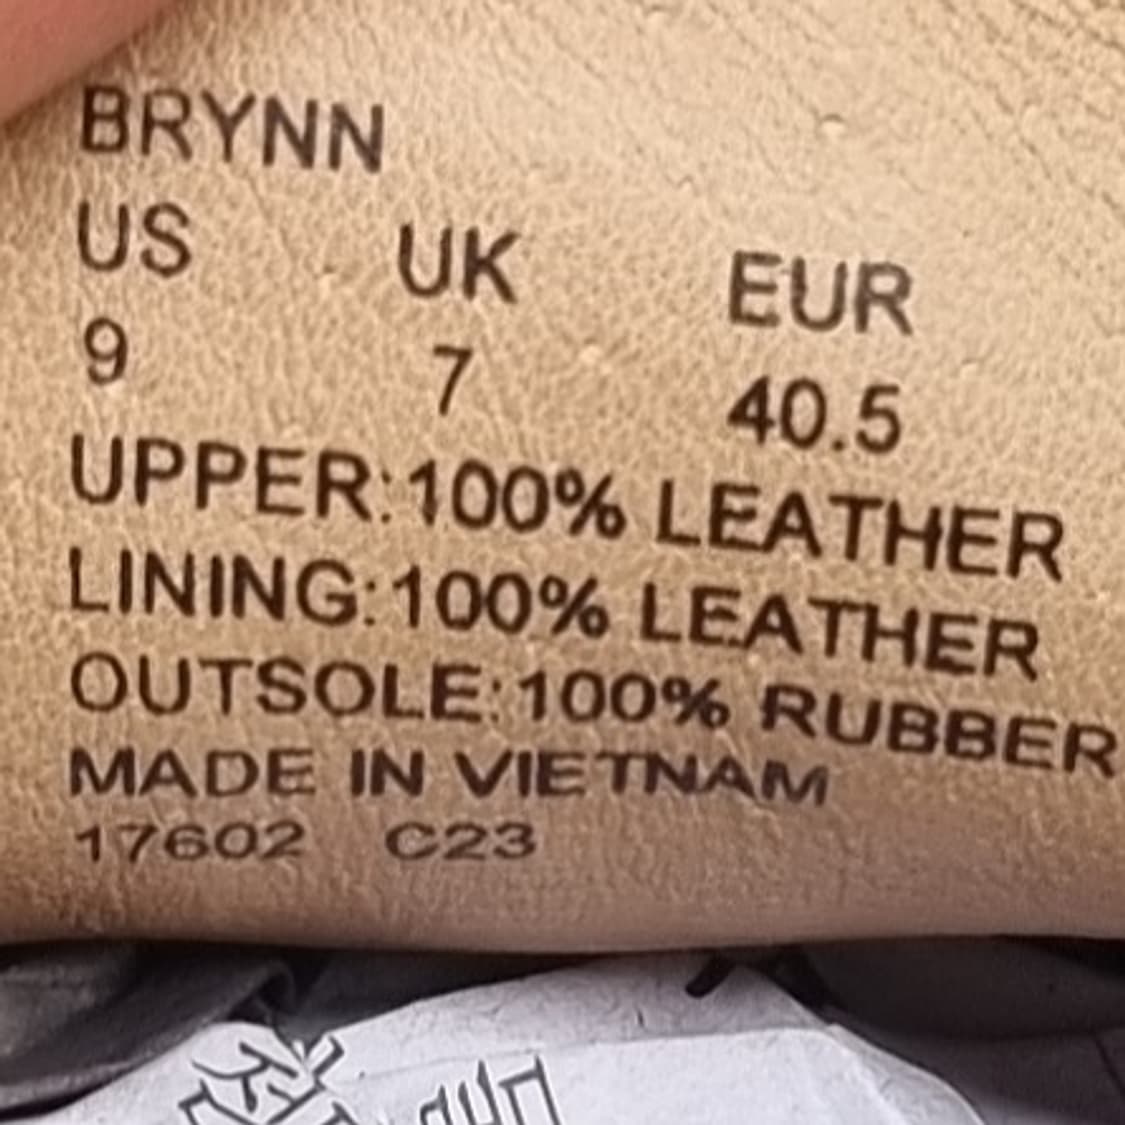 BRYNN
US UK EUR
9 7 40.5
UPPER:100% LEATHER
LINING:100% LEATHER
OUTSOLE:100% RUBBER
MADE IN VIETNAM
17602 C23